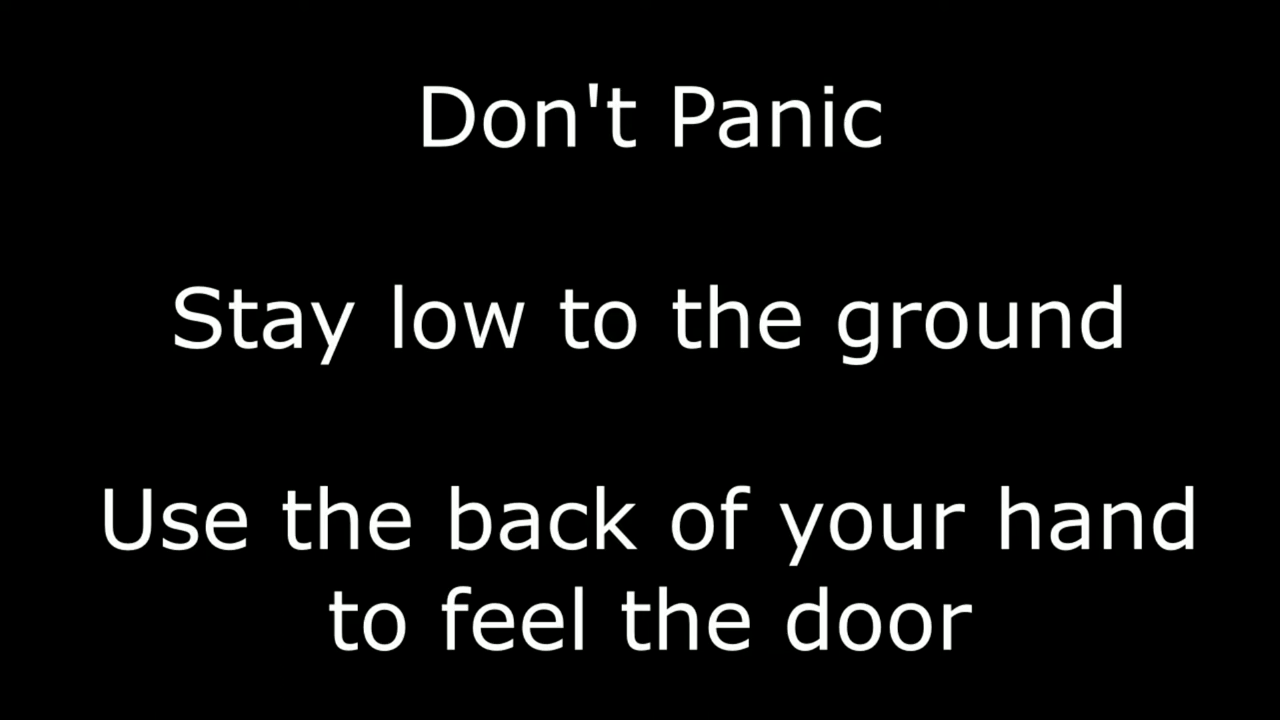 Don't Panic
Stay low to the ground
Use the back of your hand
to feel the door